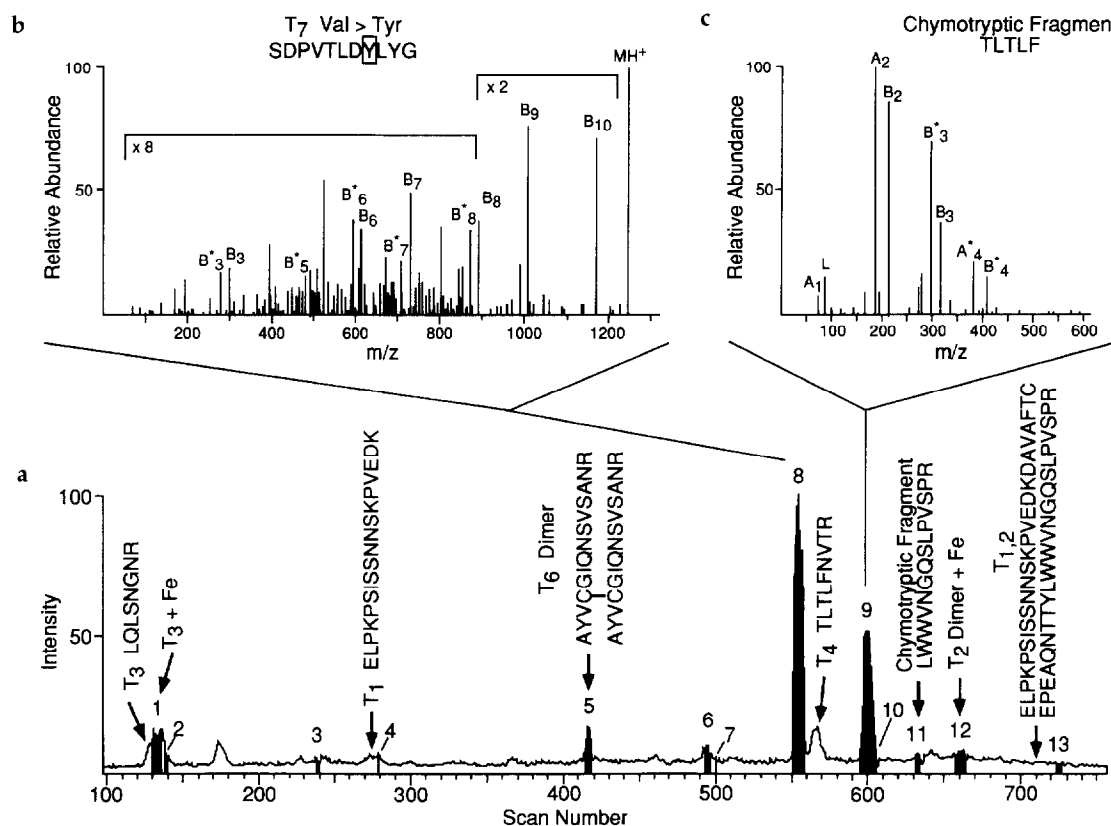 b
T7 Val > Tyr
SDPVTLDYLYG
Relative Abundance
100
50
x 8
x 2
B*3
B3
B*5
B*6
B6
B*7
B7
B*8
B8
B9
B10
MH+
200 400 600 800 1000 1200
m/z
c
Chymotryptic Fragmen
TLTLF
Relative Abundance
100
50
A1
L
A2
B2
B*3
B3
A*4
B*4
0 100 200 300 400 500 600
m/z
a
Intensity
100
50
T3 LQLSNGNR
T3 + Fe
1
2
3
T1 ELPKPSISSNNSKPVEDK
4
T6 Dimer
AYVCGIQNSVSANR
AYVCGIQNSVSANR
5
6
7
8
T4 TLTLFNVTR
9
10
Chymotryptic Fragment
LWWVNGQSLPVSPR
11
T2 Dimer + Fe
12
T1,2
ELPKPSISSNNSKPVEDKDAVAFTC
EPEAQNTTYLWWVNGQSLPVSPR
13
100 200 300 400 500 600 700
Scan Number